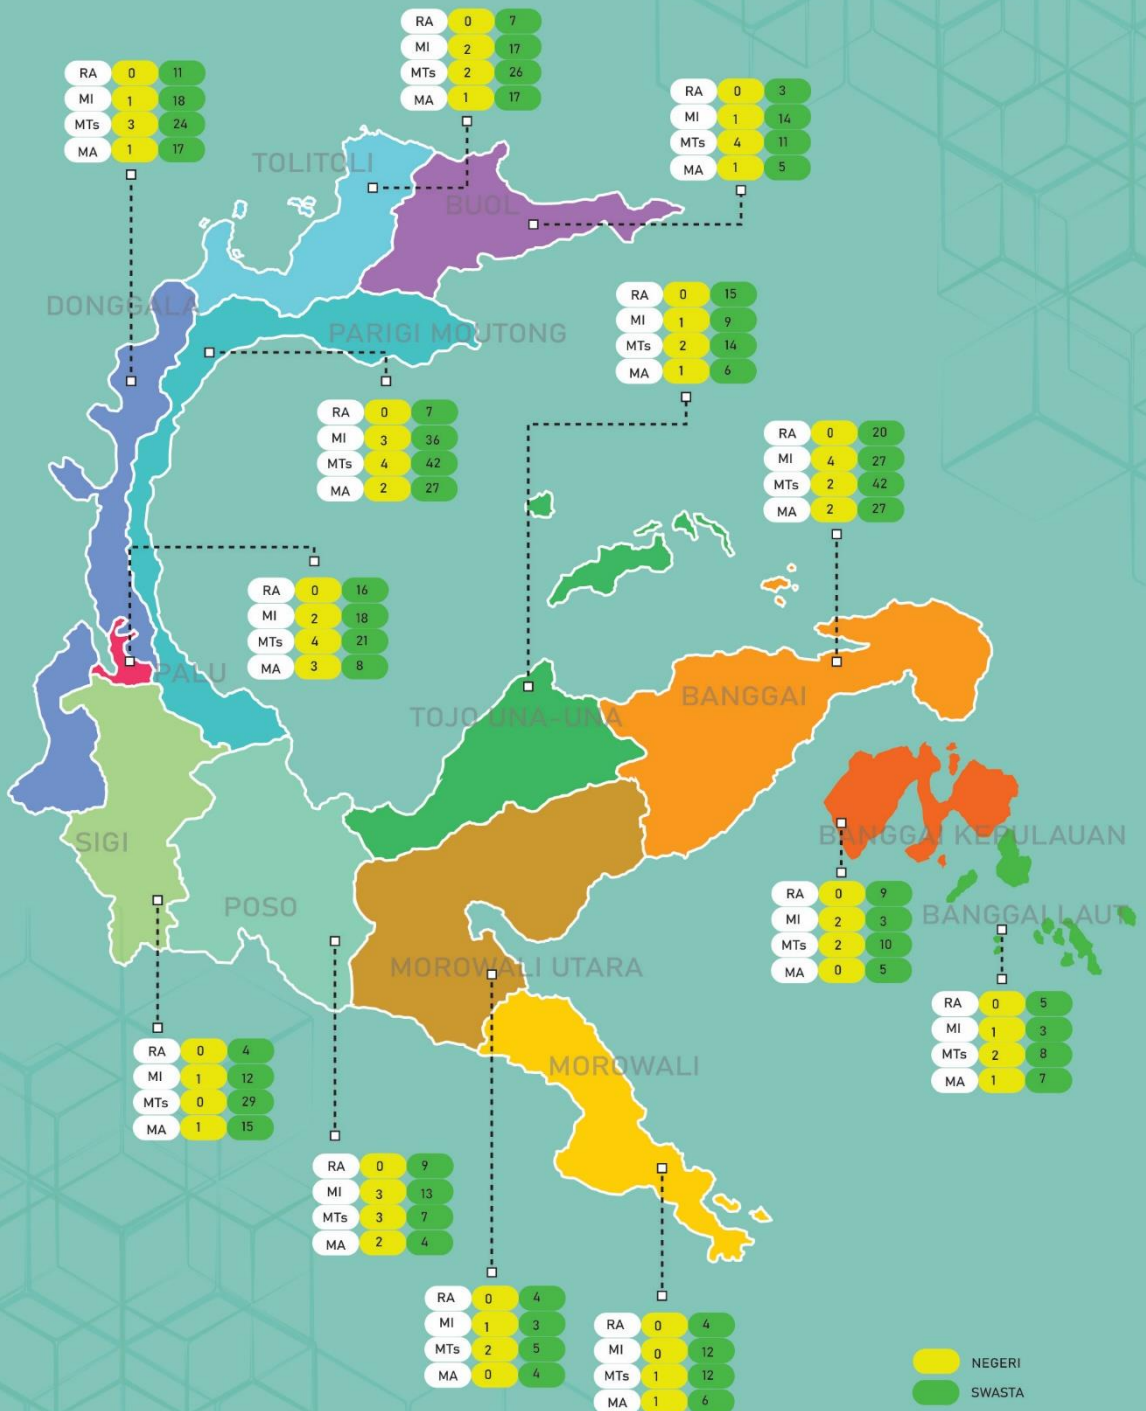 RA 0 7
MI 2 17
MTs 2 26
MA 1 17
RA 0 11
MI 1 18
MTs 3 24
MA 1 17
RA 0 3
MI 1 14
MTs 4 11
MA 1 5
TOLITOLI
BUOL
DONGGALA
PARIGI MOUTONG
RA 0 15
MI 1 9
MTs 2 14
MA 1 6
RA 0 7
MI 3 36
MTs 4 42
MA 2 27
RA 0 20
MI 4 27
MTs 2 42
MA 2 27
RA 0 16
MI 2 18
MTs 4 21
MA 3 8
PALU
TOJO UNA-UNA
BANGGAI
SIGI
BANGGAI KEPULAUAN
POSO
RA 0 9
MI 2 3
MTs 2 10
MA 0 5
BANGGAI LAUT
MOROWALI UTARA
RA 0 5
MI 1 3
MTs 2 8
MA 1 7
RA 0 4
MI 1 12
MTs 0 29
MA 1 15
MOROWALI
RA 0 9
MI 3 13
MTs 3 7
MA 2 4
RA 0 4
MI 1 3
MTs 2 5
MA 0 4
RA 0 4
MI 0 12
MTs 1 12
MA 1 6
NEGERI
SWASTA